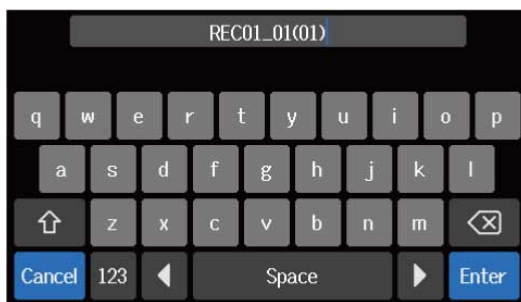 REC01_01(01)
q w e r t y u i o p
a s d f g h j k l
z x c v b n m
Cancel 123 Space Enter